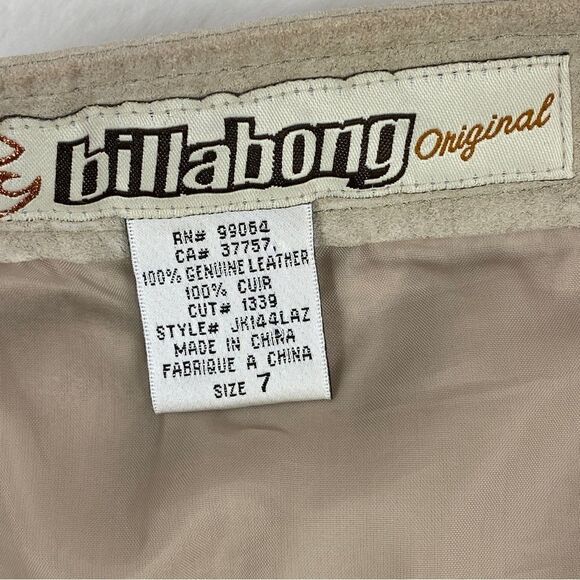 billabong Original
RN# 99064
CA# 37757.
100% GENUINE LEATHER
100% CUIR
CUT# 1339
STYLE# JK144LAZ
MADE IN CHINA
FABRIQUE A CHINA
SIZE 7